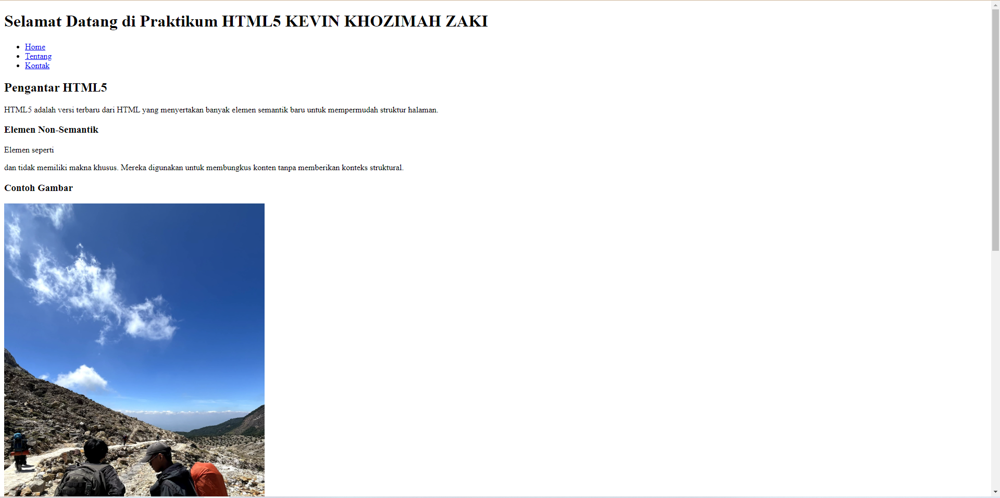 Selamat Datang di Praktikum HTML5 KEVIN KHOZIMAH ZAKI
Home
Tentang
Kontak
Pengantar HTML5
HTML5 adalah versi terbaru dari HTML yang menyertakan banyak elemen semantik baru untuk mempermudah struktur halaman.
Elemen Non-Semantik
Elemen seperti
dan tidak memiliki makna khusus. Mereka digunakan untuk membungkus konten tanpa memberikan konteks struktural.
Contoh Gambar